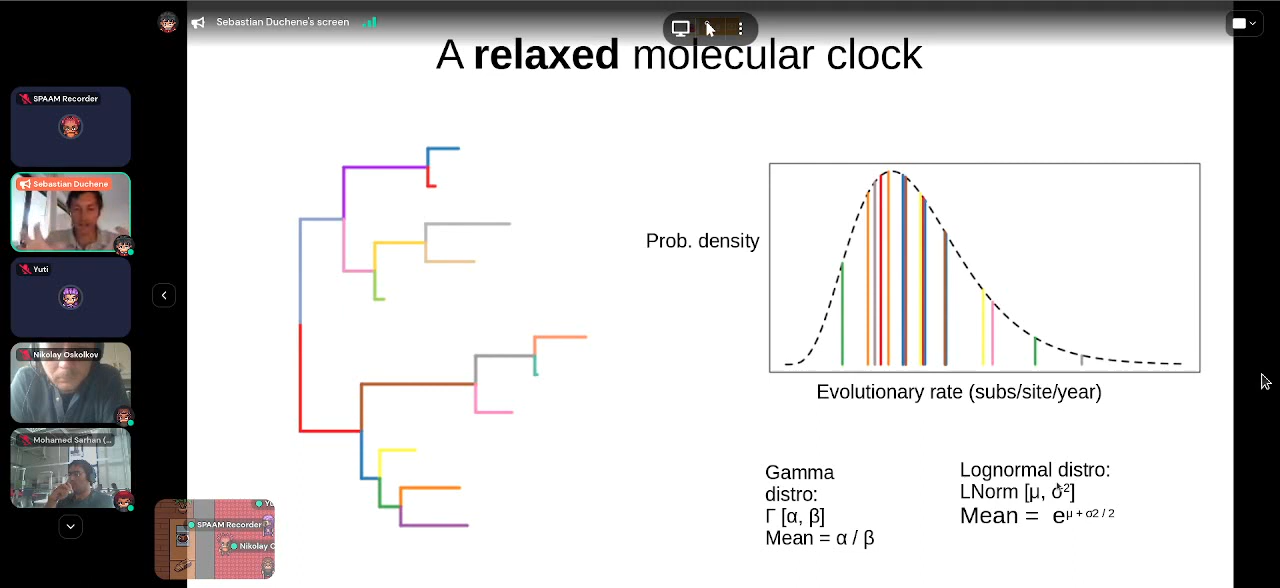 Sebastian Duchene's screen
A relaxed molecular clock
SPAAM Recorder
Sebastian Duchene
Yuti
Nikolay Oskolkov
Mohamed Sarhan (...
SPAAM Recorder
Nikolay O
Prob. density
Evolutionary rate (subs/site/year)
Gamma
distro:
Γ [α, β]
Mean = α / β
Lognormal distro:
LNorm [μ, σ²]
Mean = e^μ + σ2 / 2